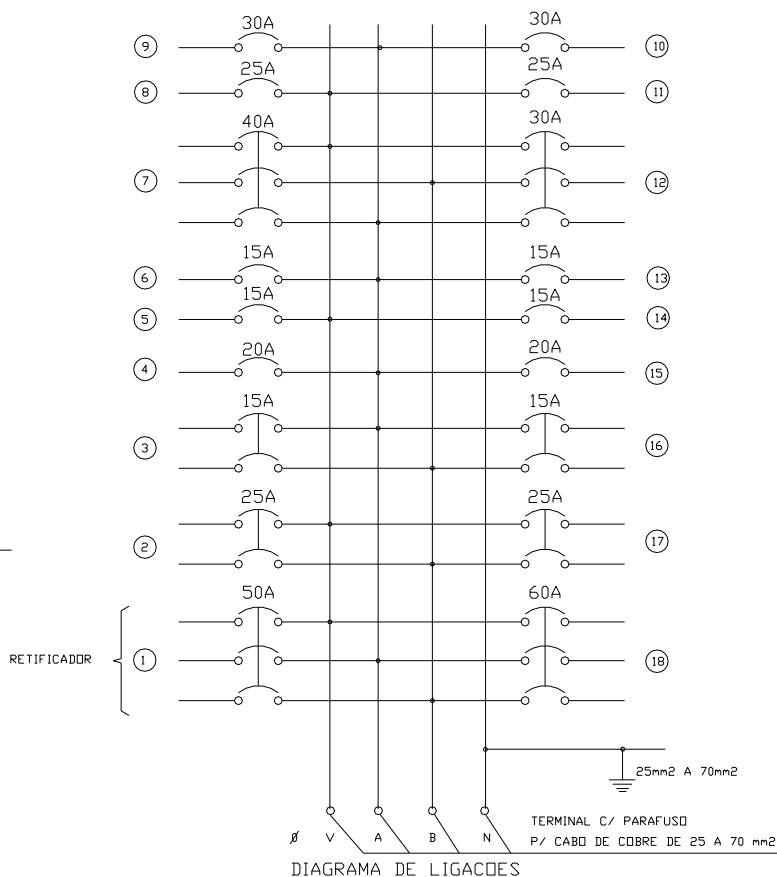 30A 30A
9 10
25A 25A
8 11
40A 30A
7 12
15A 15A
6 13
15A 15A
5 14
20A 20A
4 15
15A 15A
3 16
25A 25A
2 17
50A 60A
RETIFICADOR 1 18
25mm2 A 70mm2
TERMINAL C/ PARAFUSO
Ø V A B N P/ CABO DE COBRE DE 25 A 70 mm2
DIAGRAMA DE LIGACOES